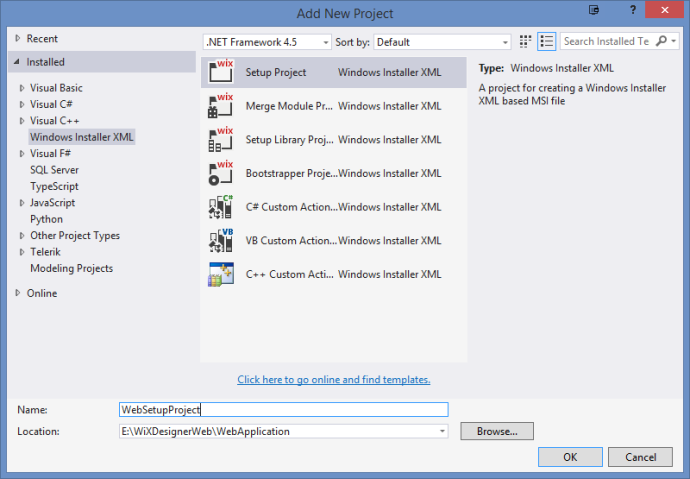 Add New Project
Recent
Installed
Visual Basic
Visual C#
Visual C++
Windows Installer XML
Visual F#
SQL Server
TypeScript
JavaScript
Python
Other Project Types
Telerik
Modeling Projects
Online
.NET Framework 4.5 Sort by: Default
Search Installed Te
wix Setup Project Windows Installer XML
wix Merge Module Pr... Windows Installer XML
wix Setup Library Proj... Windows Installer XML
wix Bootstrapper Proje... Windows Installer XML
C# C# Custom Action... Windows Installer XML
VB VB Custom Action... Windows Installer XML
C++ Custom Acti... Windows Installer XML
Type: Windows Installer XML
A project for creating a Windows Installer
XML based MSI file
Click here to go online and find templates.
Name: WebSetupProject
Location: E:\WiXDesignerWeb\WebApplication Browse...
OK Cancel